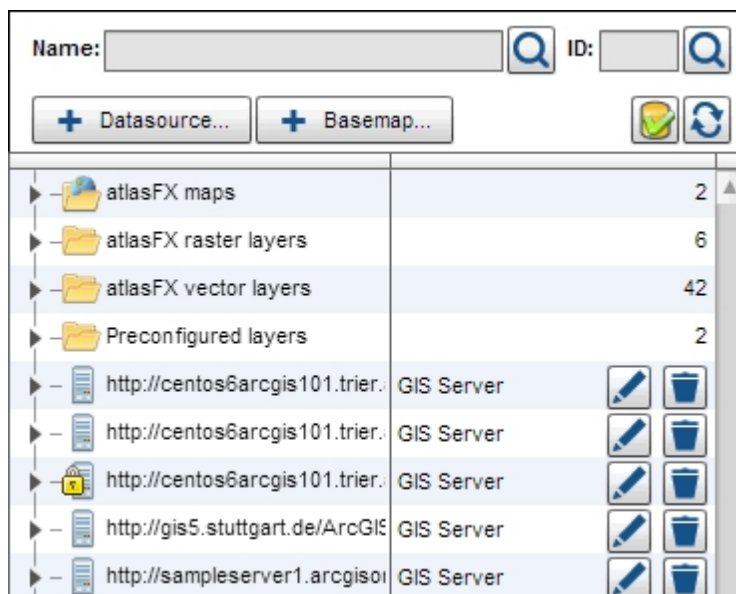 Name: ID:
Datasource... Basemap...
atlasFX maps 2
atlasFX raster layers 6
atlasFX vector layers 42
Preconfigured layers 2
http://centos6arcgis101.trier. GIS Server
http://centos6arcgis101.trier. GIS Server
http://centos6arcgis101.trier. GIS Server
http://gis5.stuttgart.de/ArcGIS GIS Server
http://sampleserver1.arcgiso GIS Server